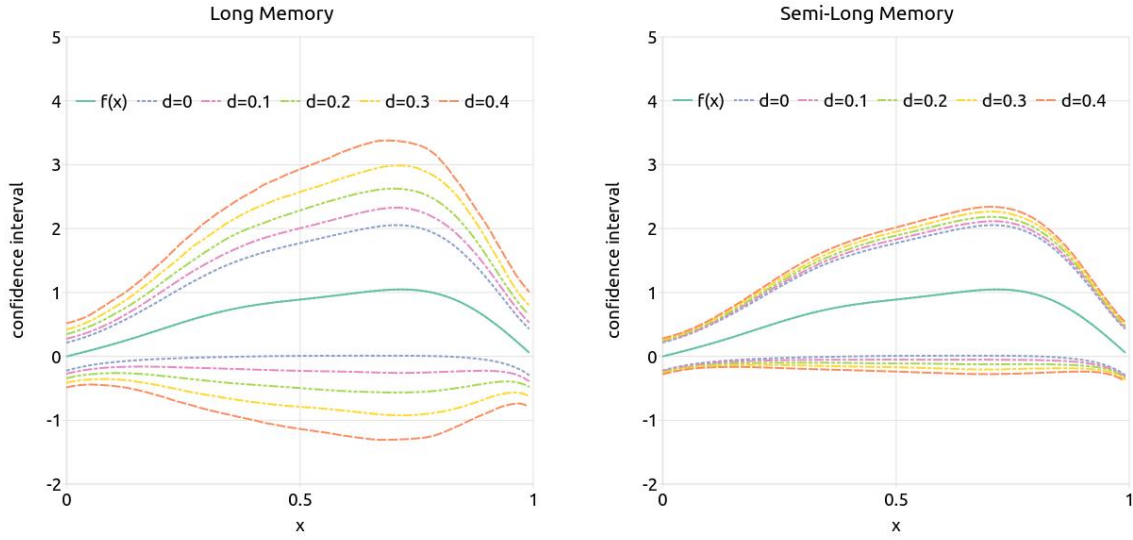 Long Memory
5
4
3
2
1
0
-1
-2
0
0.5
1
x
confidence interval
f(x) d=0 d=0.1 d=0.2 d=0.3 d=0.4
Semi-Long Memory
5
4
3
2
1
0
-1
-2
0
0.5
1
x
confidence interval
f(x) d=0 d=0.1 d=0.2 d=0.3 d=0.4